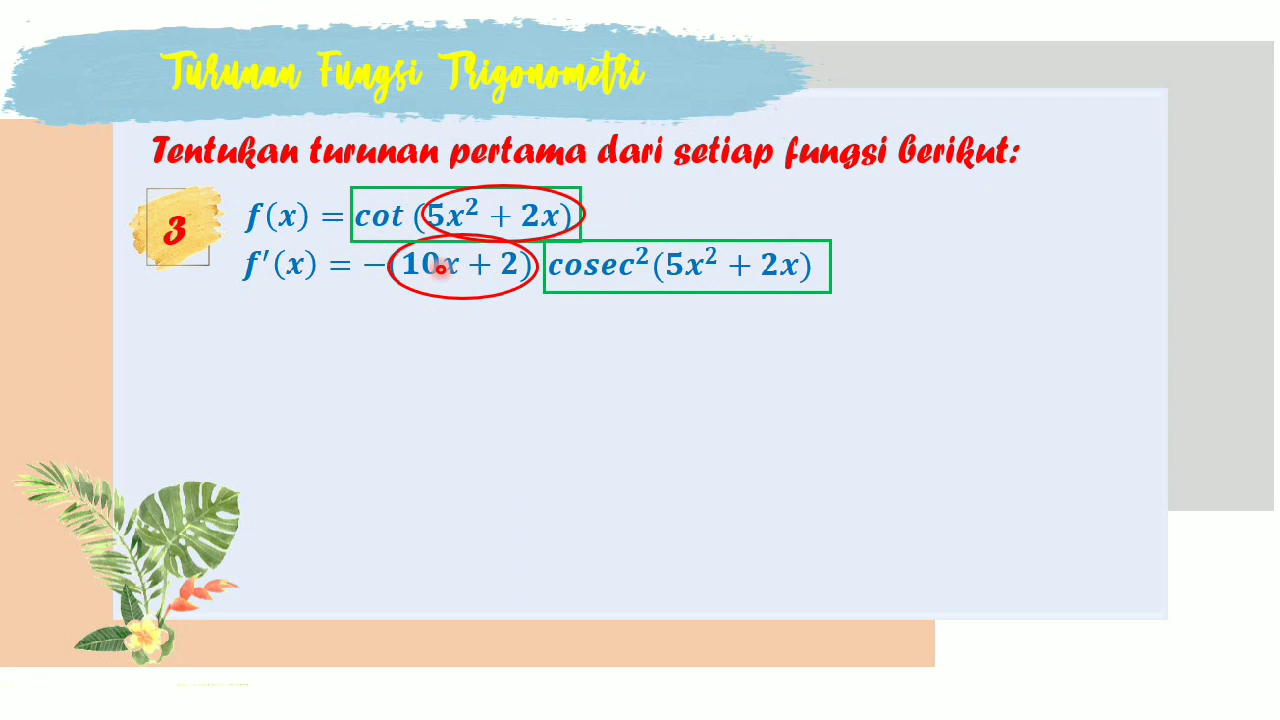 Turunan Fungsi Trigonometri
Tentukan turunan pertama dari setiap fungsi berikut:
3
f(x) = cot (5x² + 2x)
f′(x) = −(10x + 2) cosec²(5x² + 2x)